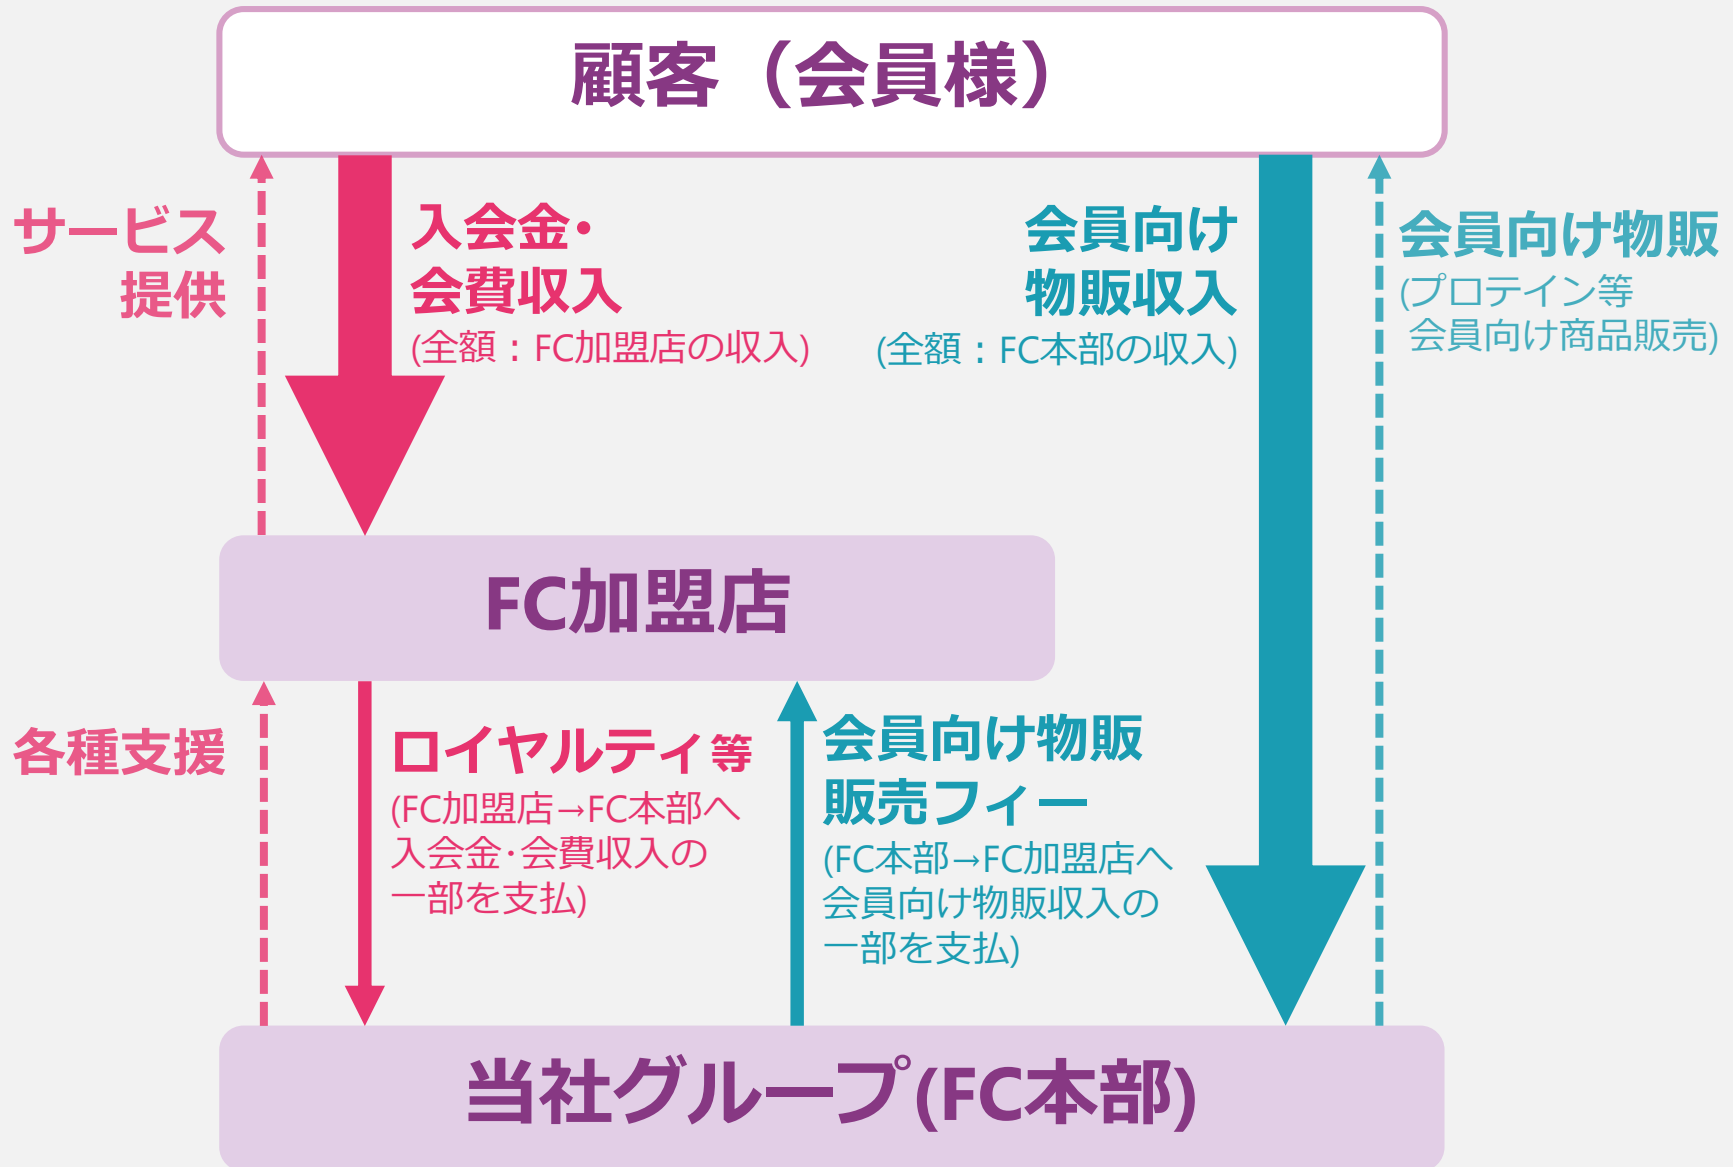 顧客（会員様）
サービス
提供
入会金・
会費収入
(全額：FC加盟店の収入)
会員向け
物販収入
(全額：FC本部の収入)
会員向け物販
(プロテイン等
会員向け商品販売)
FC加盟店
各種支援
ロイヤルティ等
(FC加盟店→FC本部へ
入会金・会費収入の
一部を支払)
会員向け物販
販売フィー
(FC本部→FC加盟店へ
会員向け物販収入の
一部を支払)
当社グループ(FC本部)